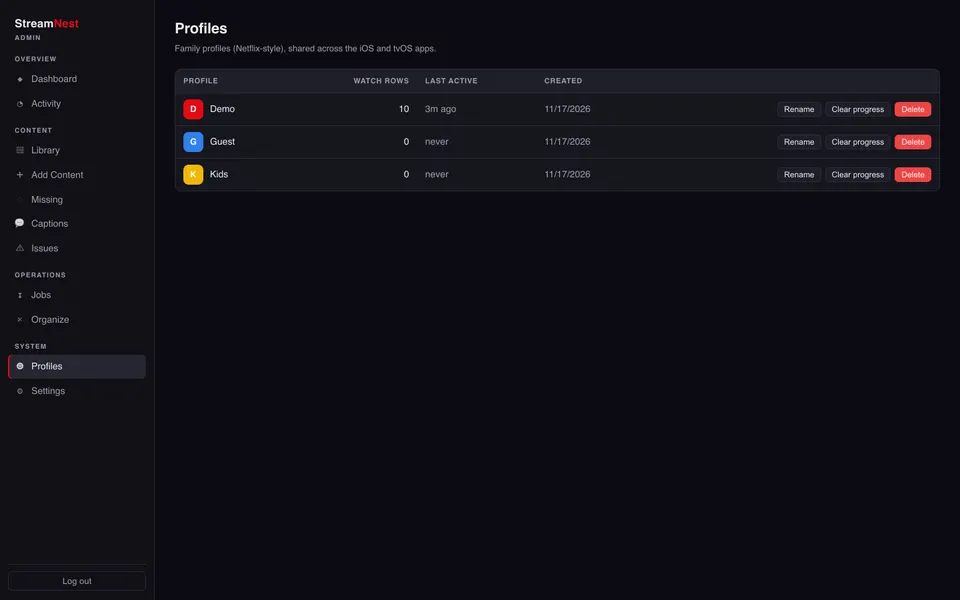 StreamNest
ADMIN
OVERVIEW
Dashboard
Activity
CONTENT
Library
Add Content
Missing
Captions
Issues
OPERATIONS
Jobs
Organize
SYSTEM
Profiles
Settings
Log out
Profiles
Family profiles (Netflix-style), shared across the iOS and tvOS apps.
PROFILE WATCH ROWS LAST ACTIVE CREATED
D Demo 10 3m ago 11/17/2026 Rename Clear progress Delete
G Guest 0 never 11/17/2026 Rename Clear progress Delete
K Kids 0 never 11/17/2026 Rename Clear progress Delete